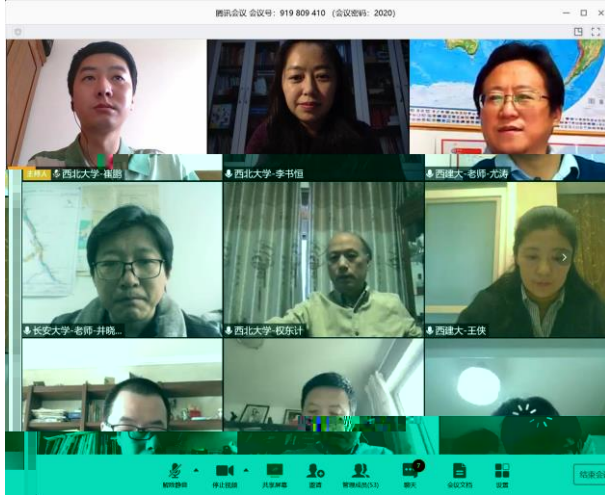 腾讯会议 会议号：919 809 410 （会议密码：2020）
主持人 西北大学-崔鹏
西北大学-李书恒
西建大-老师-尤涛
长安大学-老师-井晓...
西北大学-权东计
西建大-王侠
7
解除静音
停止视频
共享屏幕
邀请
管理成员(53)
聊天
会议文档
设置
结束会